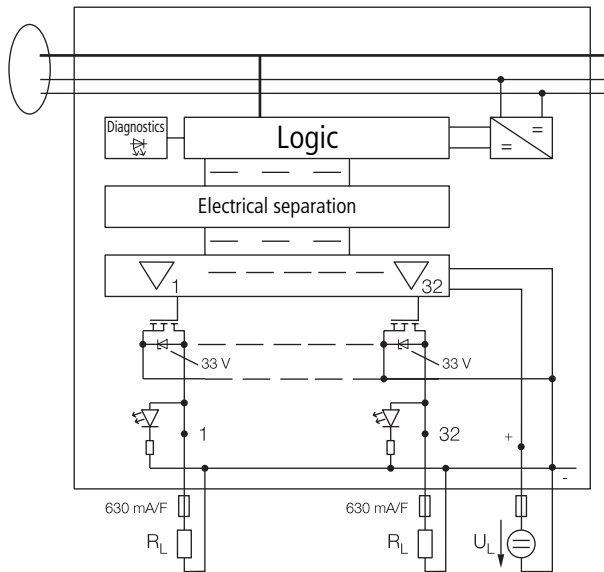 Diagnostics
Logic
=
=
Electrical separation
1
32
33 V
33 V
1
32
+
-
630 mA/F
630 mA/F
RL
RL
UL
=